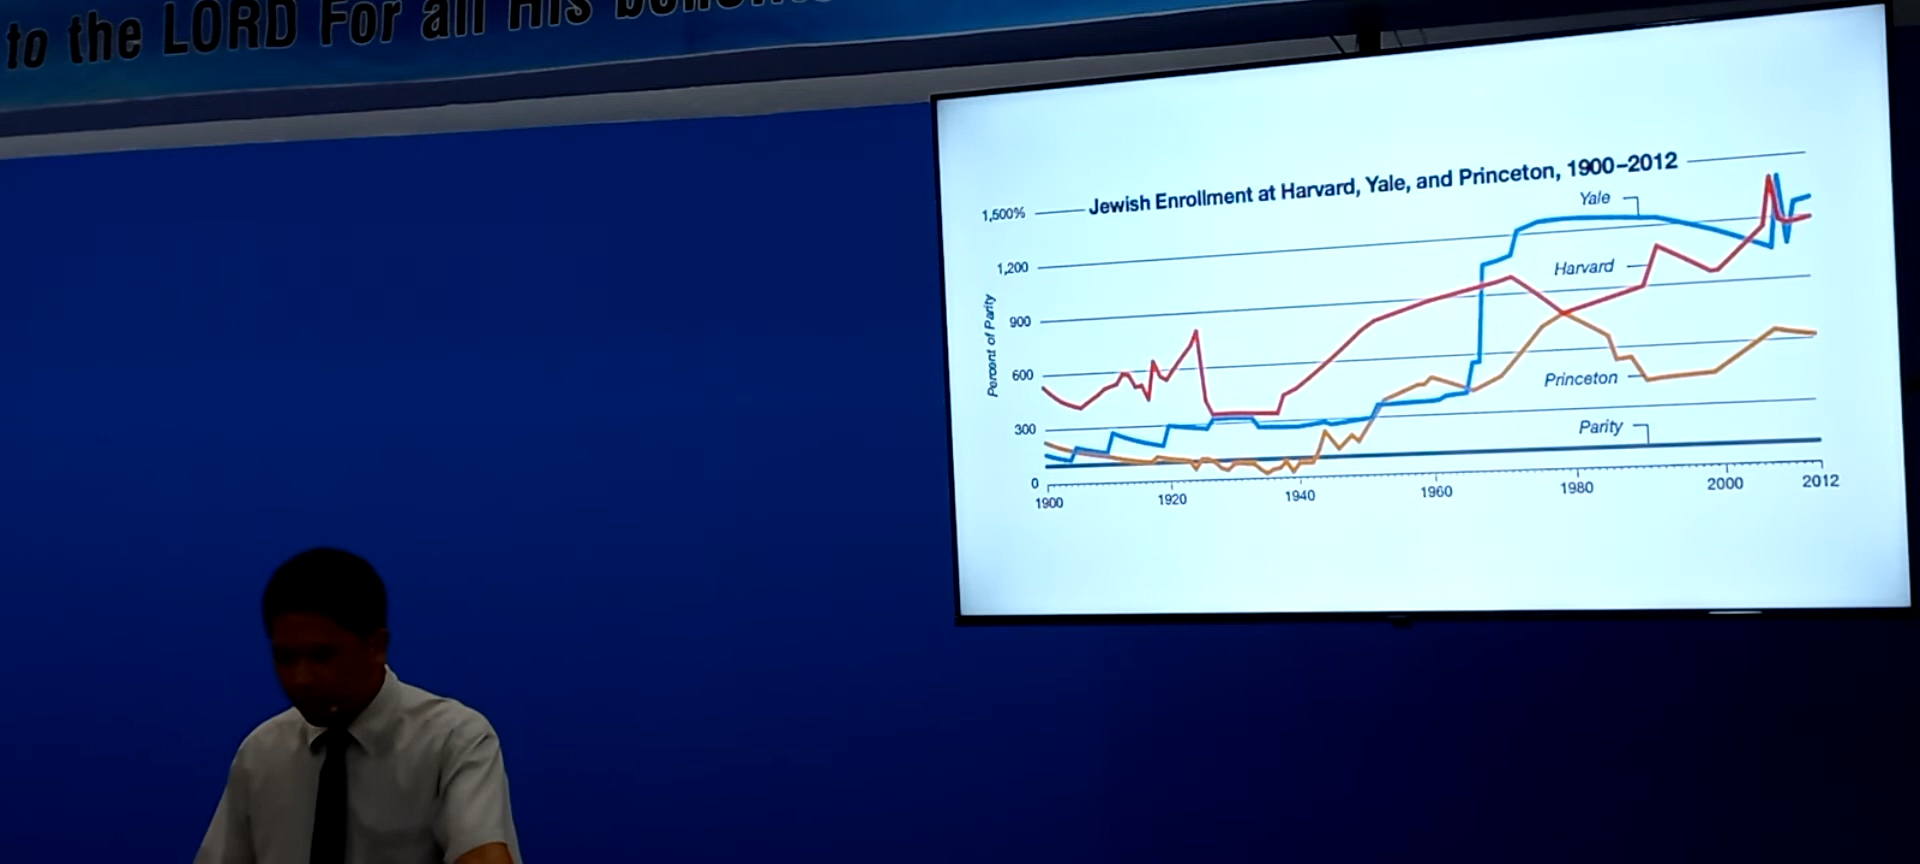 to the LORD For all His
Jewish Enrollment at Harvard, Yale, and Princeton, 1900–2012
1,500%
1,200
900
600
300
0
Percent of Parity
Yale
Harvard
Princeton
Parity
1900 1920 1940 1960 1980 2000 2012